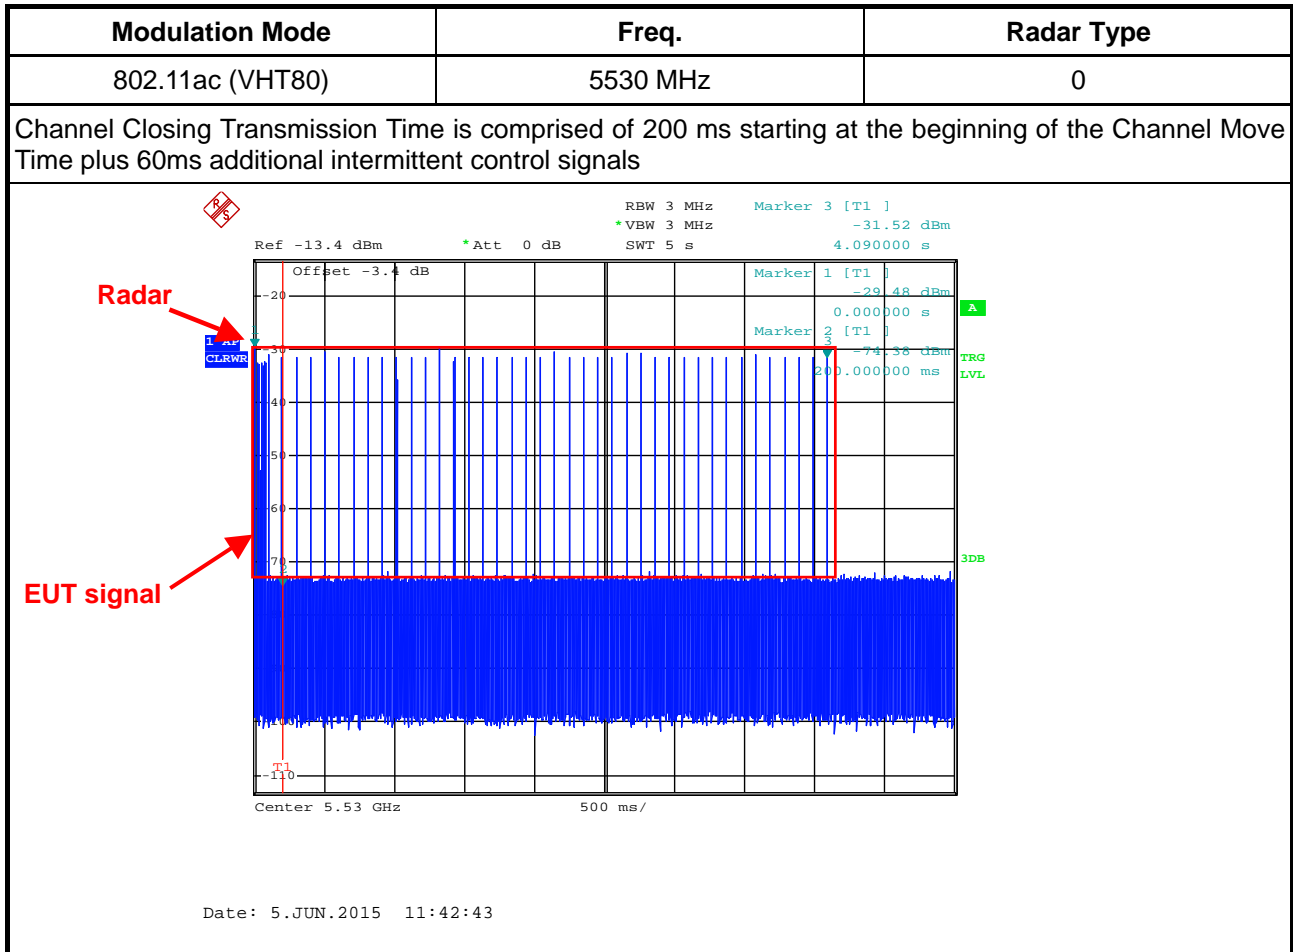 Modulation Mode Freq. Radar Type
802.11ac (VHT80) 5530 MHz 0
Channel Closing Transmission Time is comprised of 200 ms starting at the beginning of the Channel Move
Time plus 60ms additional intermittent control signals
R S
RBW 3 MHz Marker 3 [T1 ]
*VBW 3 MHz -31.52 dBm
Ref -13.4 dBm *Att 0 dB SWT 5 s 4.090000 s
Offset -3.4 dB Marker 1 [T1 ]
-20 -29.48 dBm
Radar
0.000000 s
A
1
Marker 2 [T1 ]
1 AP
3
-30 -74.38 dBm
CLRWR
TRG
200.000000 ms
LVL
-40
-50
-60
-70
3DB
2
EUT signal
-100
T1
-110
Center 5.53 GHz 500 ms/
Date: 5.JUN.2015 11:42:43